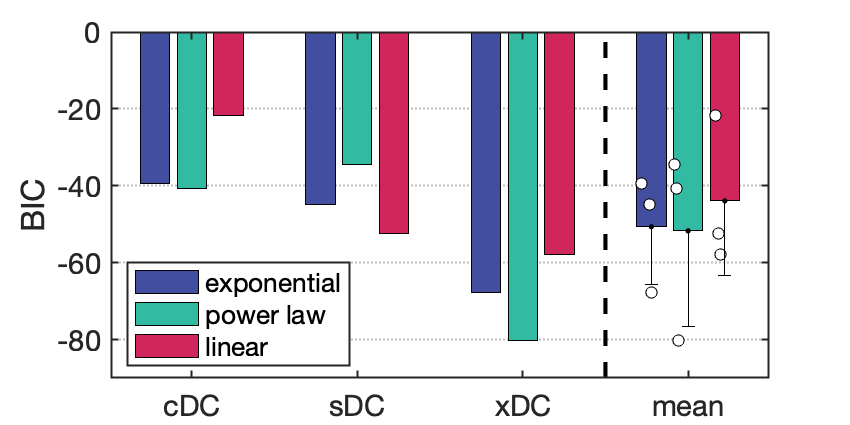 0
-20
-40
-60
-80
BIC
exponential
power law
linear
cDC
sDC
xDC
mean